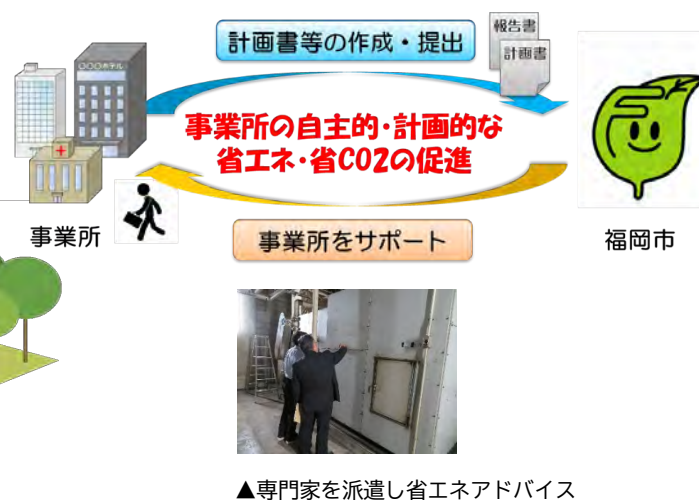 計画書等の作成・提出
報告書
計画書
〇〇〇ホテル
事業所の自主的・計画的な
省エネ・省CO2の促進
事業所
事業所をサポート
福岡市
▲専門家を派遣し省エネアドバイス